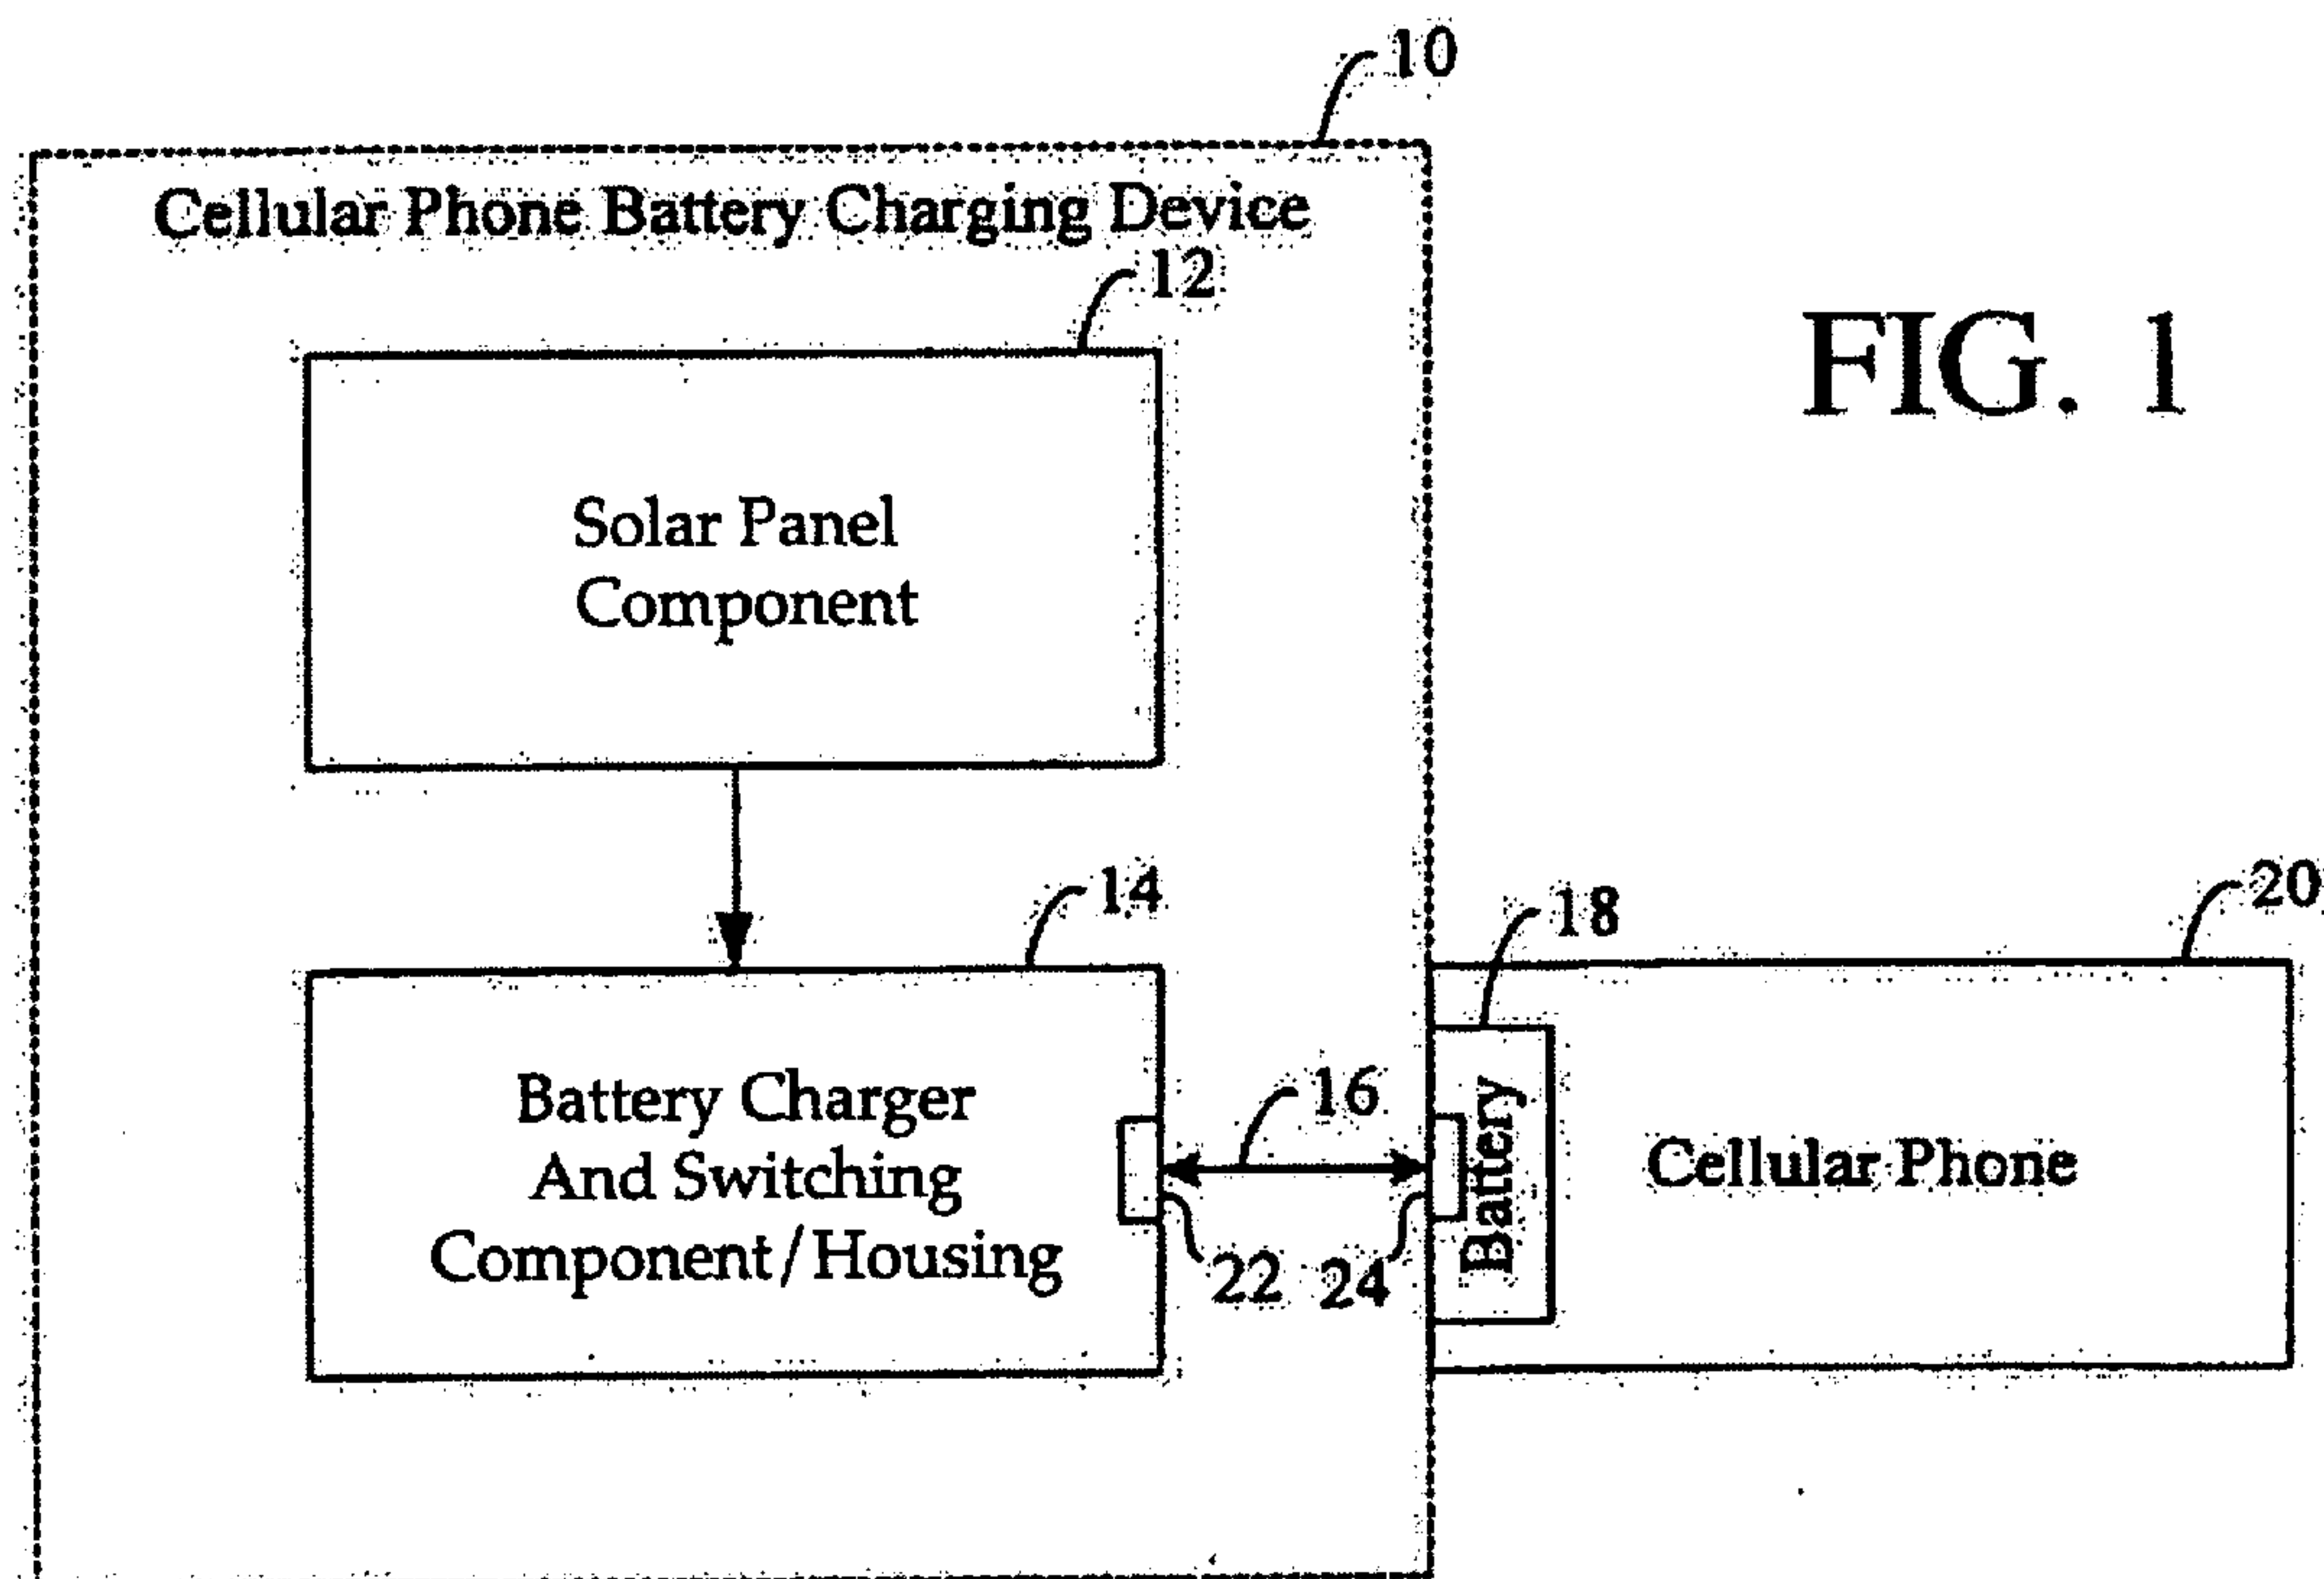 10
Cellular Phone Battery Charging Device
12
FIG. 1
Solar Panel
Component
14
18
20
Battery Charger
And Switching
Component/Housing
16
22
24
Battery
Cellular Phone